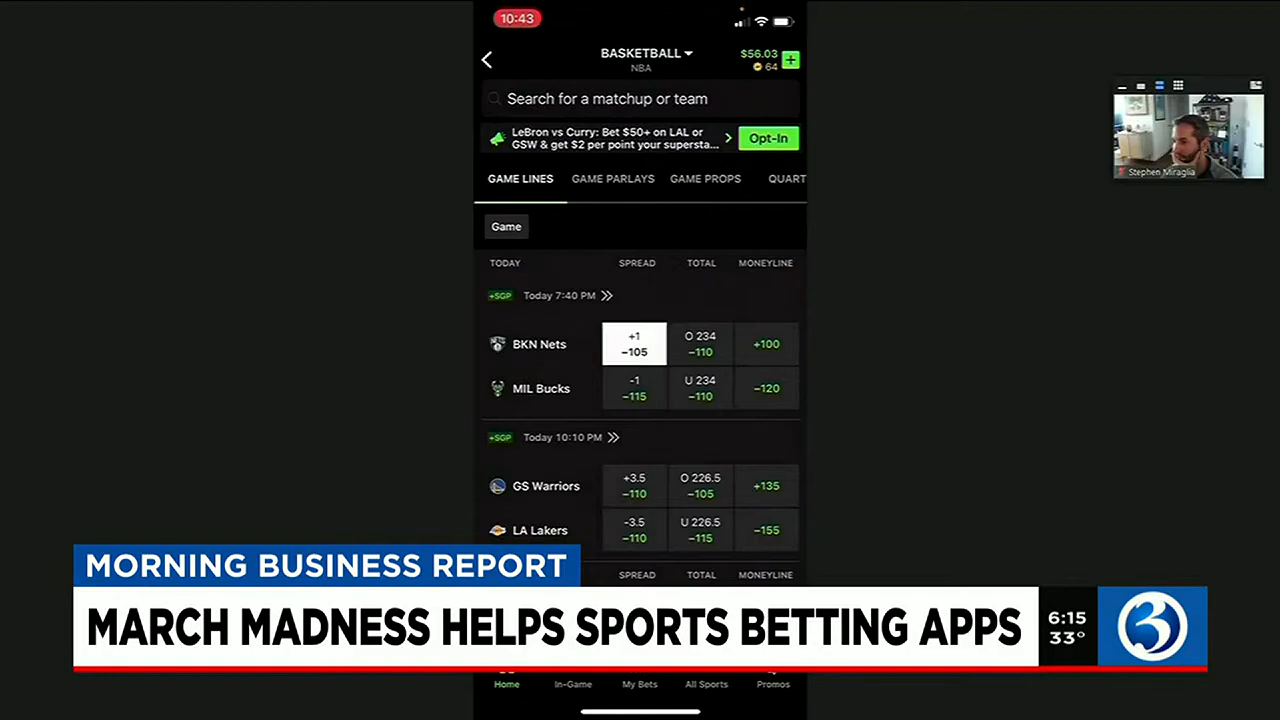 10:43
BASKETBALL
NBA
$56.03
64
Search for a matchup or team
LeBron vs Curry: Bet $50+ on LAL or
GSW & get $2 per point your supersta...
Opt-In
GAME LINES GAME PARLAYS GAME PROPS QUART
Game
TODAY SPREAD TOTAL MONEYLINE
+SGP Today 7:40 PM
BKN Nets +1 -105 O 234 -110 +100
MIL Bucks -1 -115 U 234 -110 -120
+SGP Today 10:10 PM
GS Warriors +3.5 -110 O 226.5 -105 +135
LA Lakers -3.5 -110 U 226.5 -115 -155
SPREAD TOTAL MONEYLINE
Stephen Miraglia
MORNING BUSINESS REPORT
MARCH MADNESS HELPS SPORTS BETTING APPS
6:15
33°
3
Home In-Game My Bets All Sports Promos